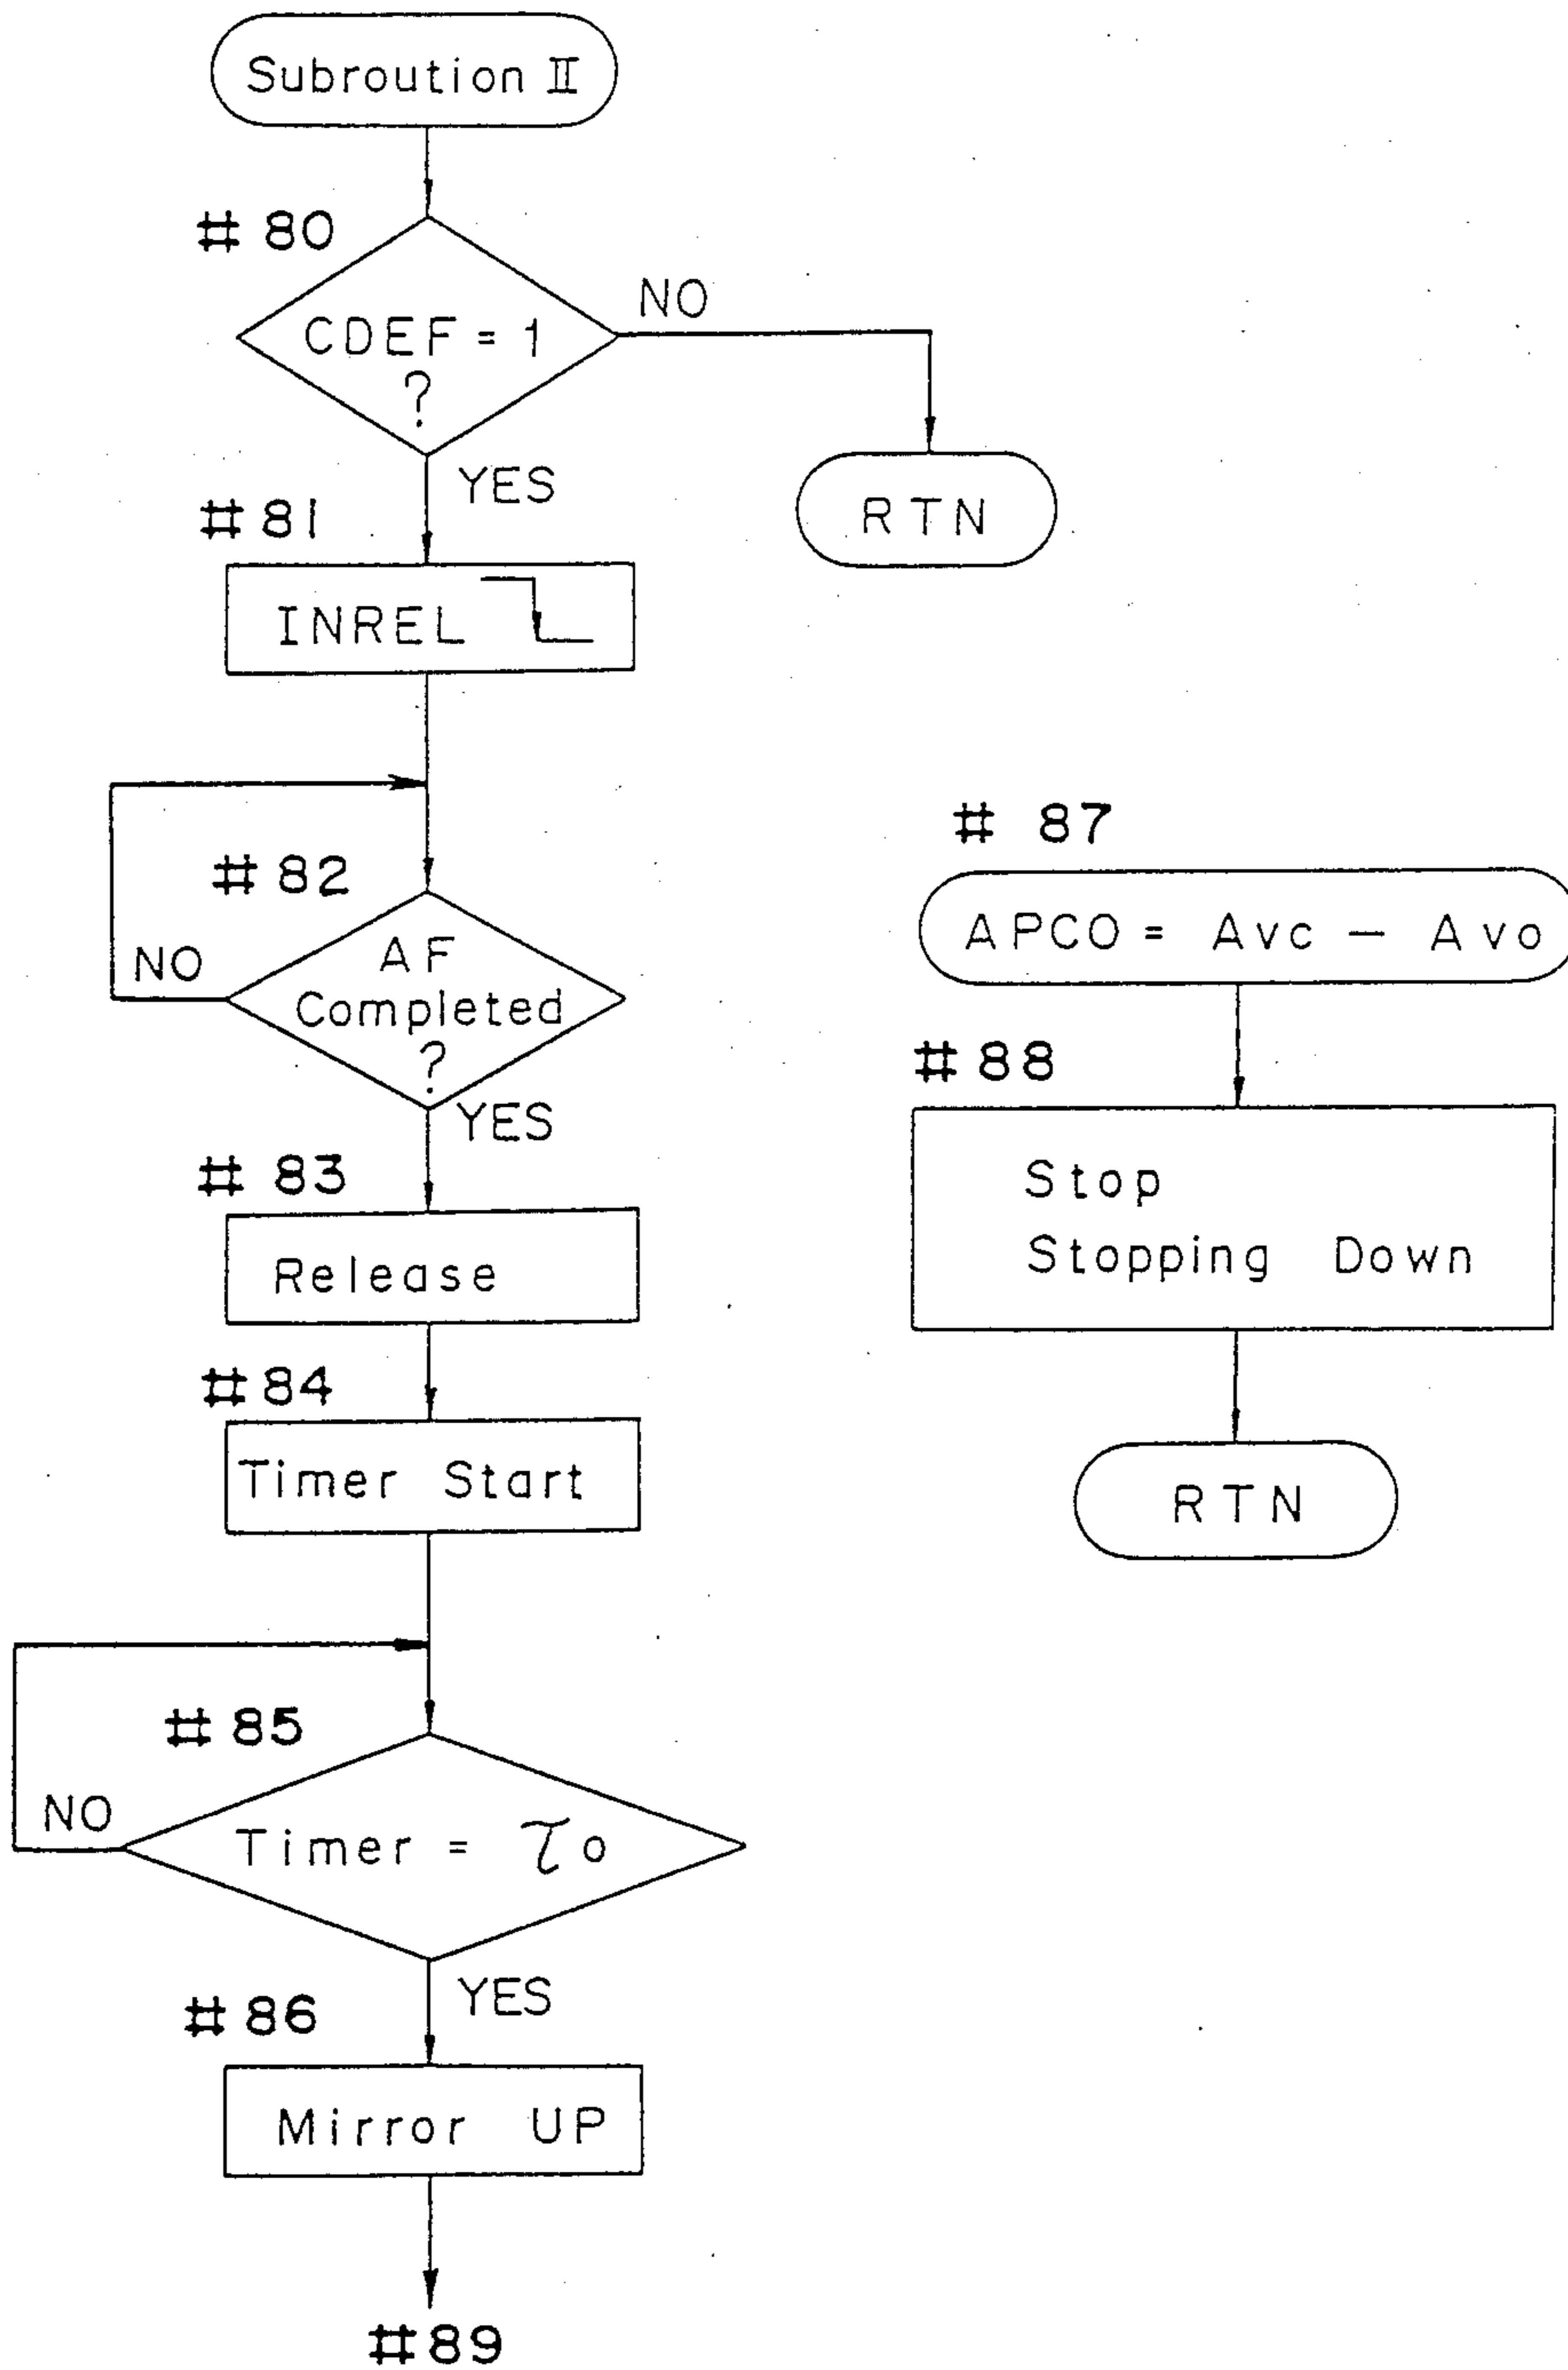 Subroution II
# 80
CDEF = 1
?
NO
YES
RTN
# 81
INREL
# 82
AF
Completed
?
NO
YES
# 83
Release
# 84
Timer Start
# 85
Timer = τo
NO
YES
# 86
Mirror UP
# 89
# 87
APCO = Avc — Avo
# 88
Stop
Stopping Down
RTN